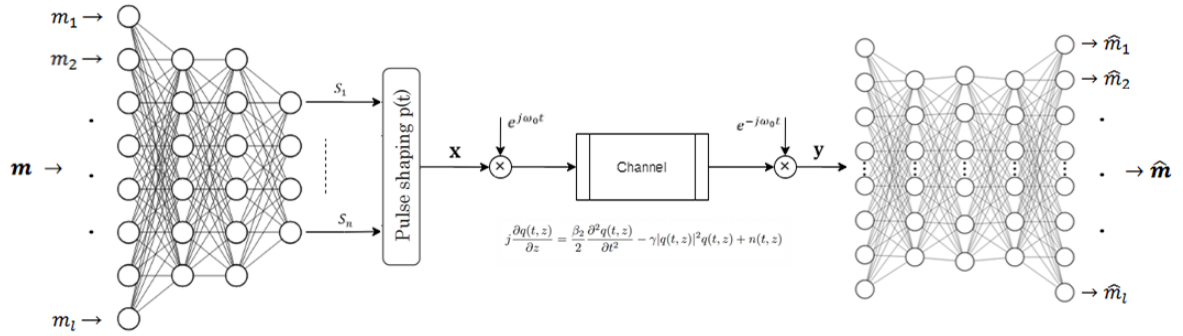 m₁ →
m₂ →
m →
m_l →
S₁
S_n
Pulse shaping p(t)
x
e^{jω₀t}
×
Channel
j ∂q(t, z)/∂z = β₂/2 ∂²q(t, z)/∂t² − γ|q(t, z)|²q(t, z) + n(t, z)
e^{−jω₀t}
×
y
→ m̂₁
→ m̂₂
→ m̂
→ m̂_l